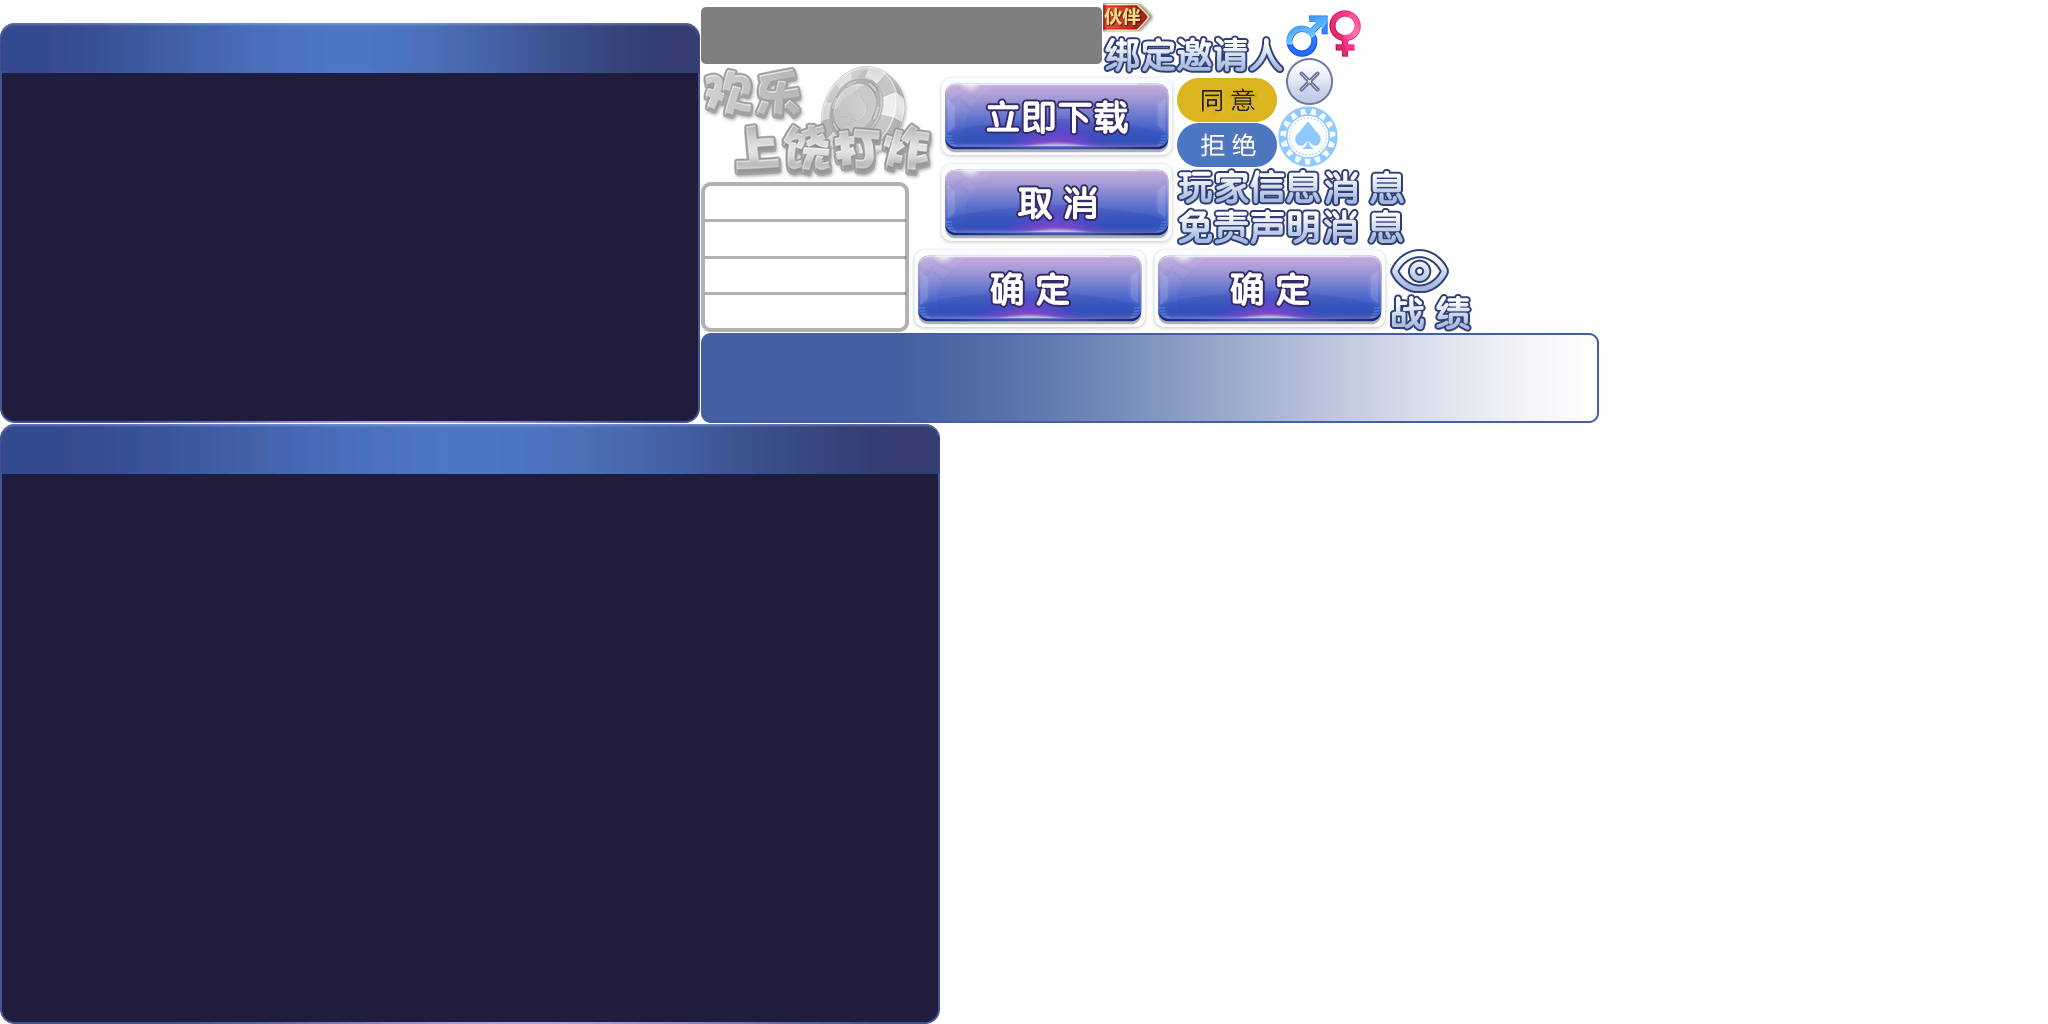 伙伴
绑定邀请人
欢乐
上饶打炸
立即下载
同意
拒绝
取消
玩家信息消息
免责声明消息
确定
确定
战绩